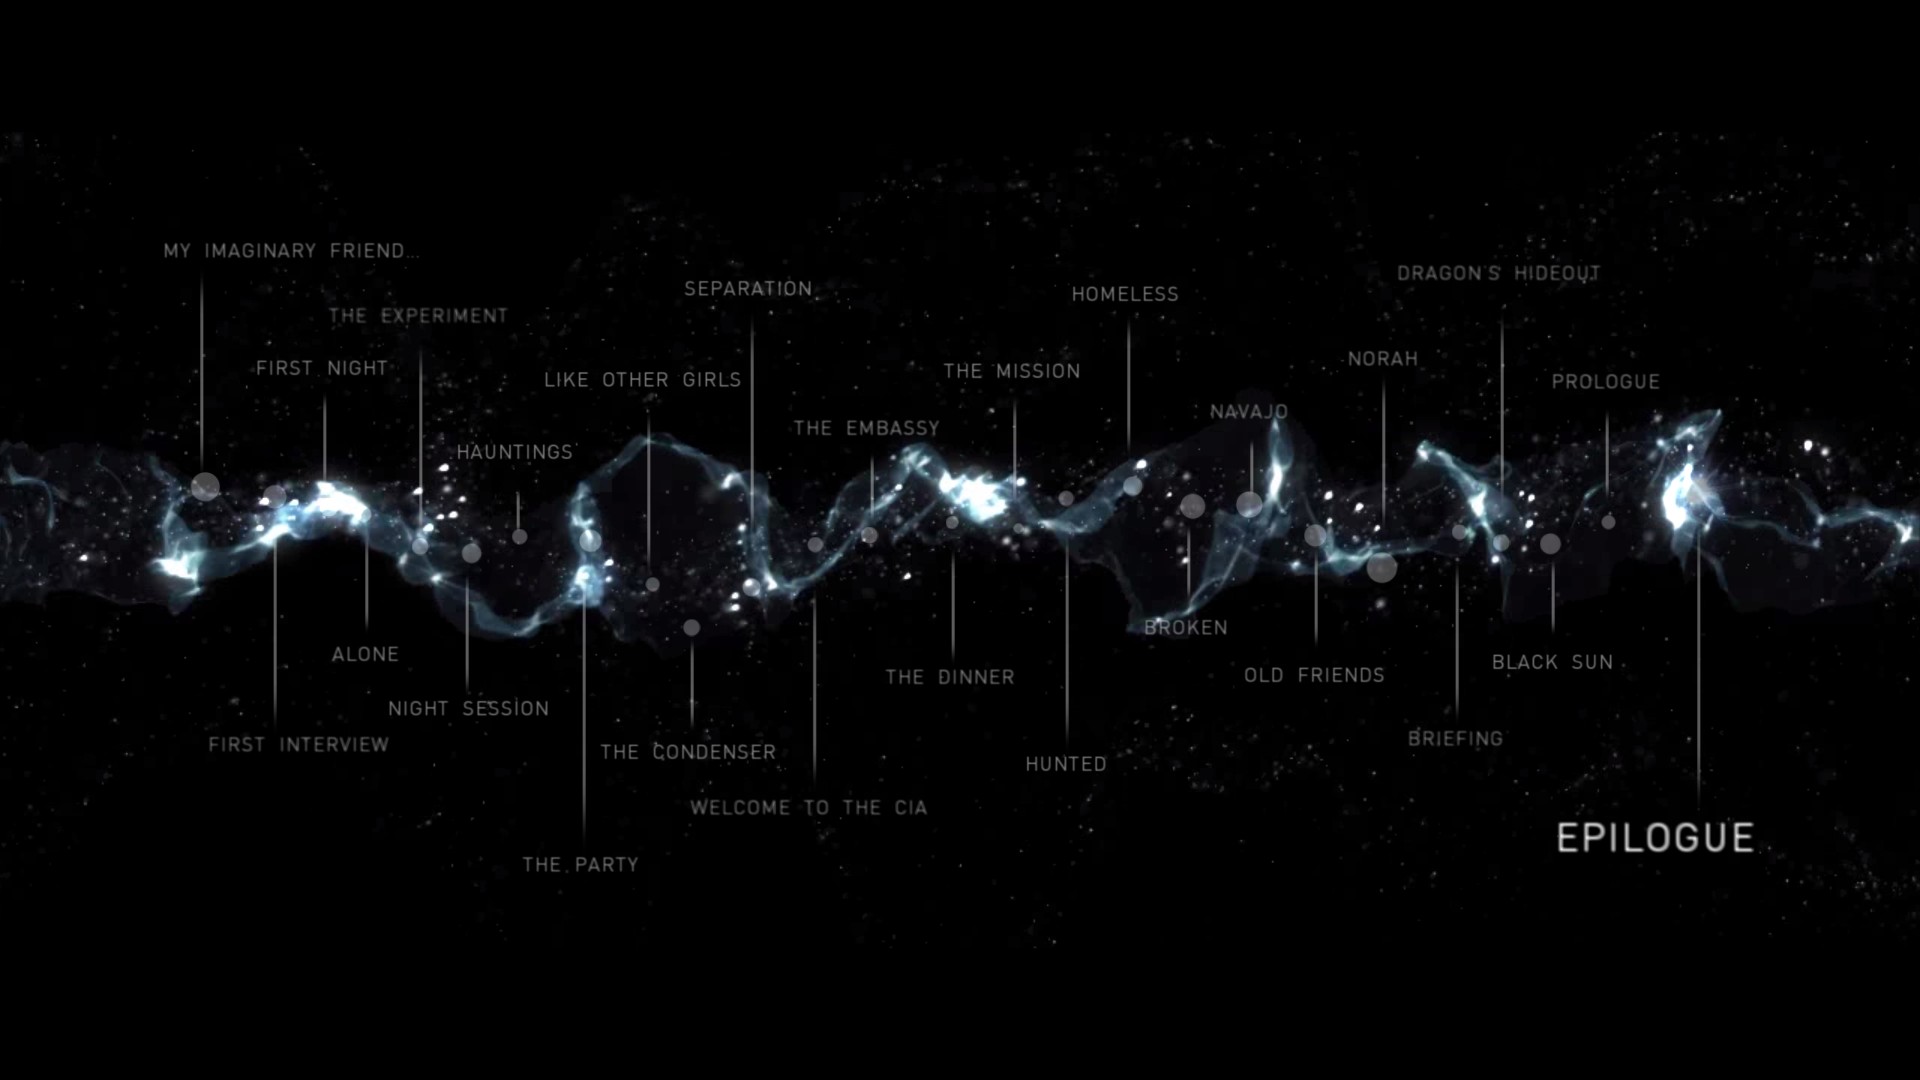 MY IMAGINARY FRIEND...
FIRST INTERVIEW
FIRST NIGHT
ALONE
THE EXPERIMENT
NIGHT SESSION
HAUNTINGS
THE PARTY
LIKE OTHER GIRLS
THE CONDENSER
SEPARATION
WELCOME TO THE CIA
THE EMBASSY
THE DINNER
THE MISSION
HUNTED
HOMELESS
BROKEN
NAVAJO
OLD FRIENDS
NORAH
BRIEFING
DRAGON'S HIDEOUT
BLACK SUN
PROLOGUE
EPILOGUE